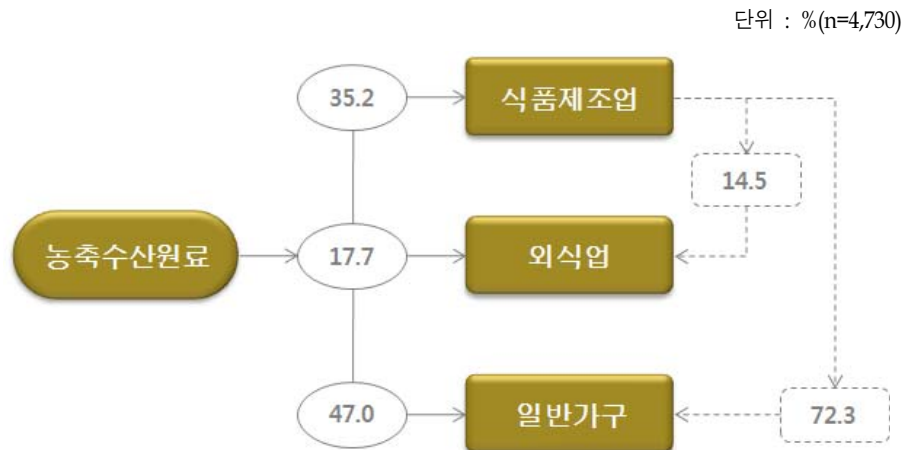 단위 : %(n=4,730)
35.2
식품제조업
14.5
농축수산원료
17.7
외식업
47.0
일반가구
72.3